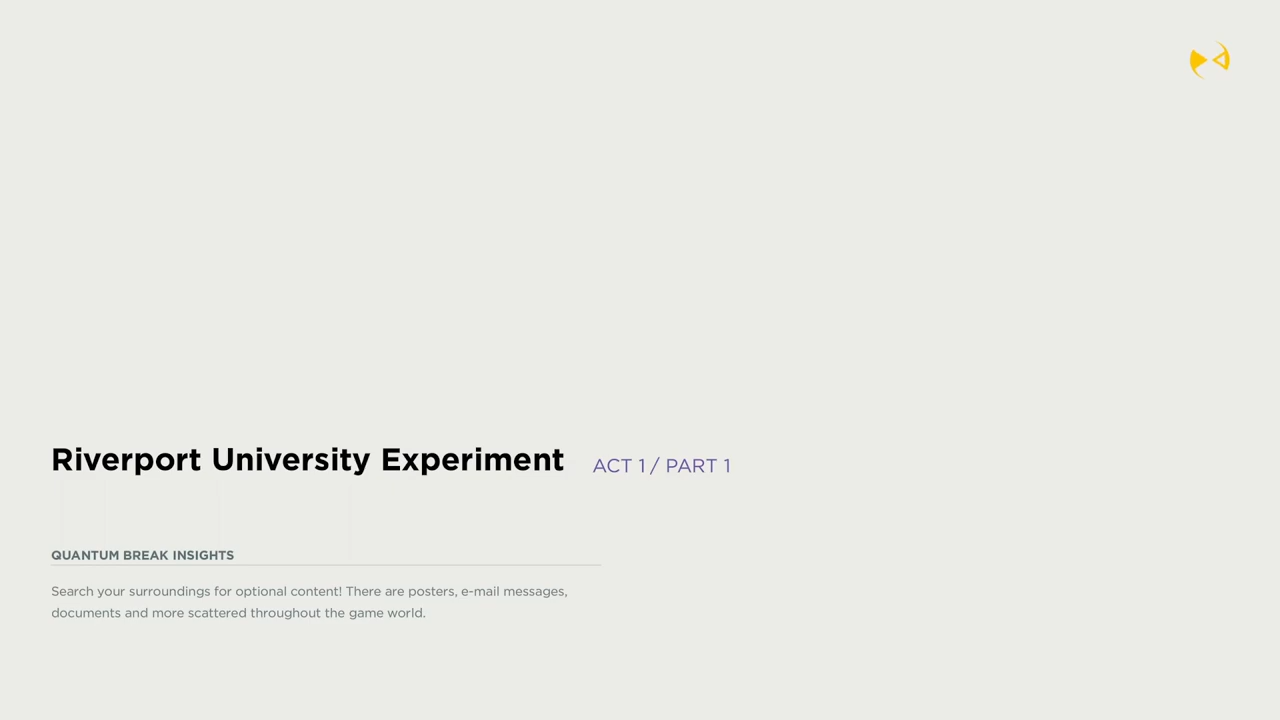 Riverport University Experiment ACT 1 / PART 1
QUANTUM BREAK INSIGHTS
Search your surroundings for optional content! There are posters, e-mail messages,
documents and more scattered throughout the game world.